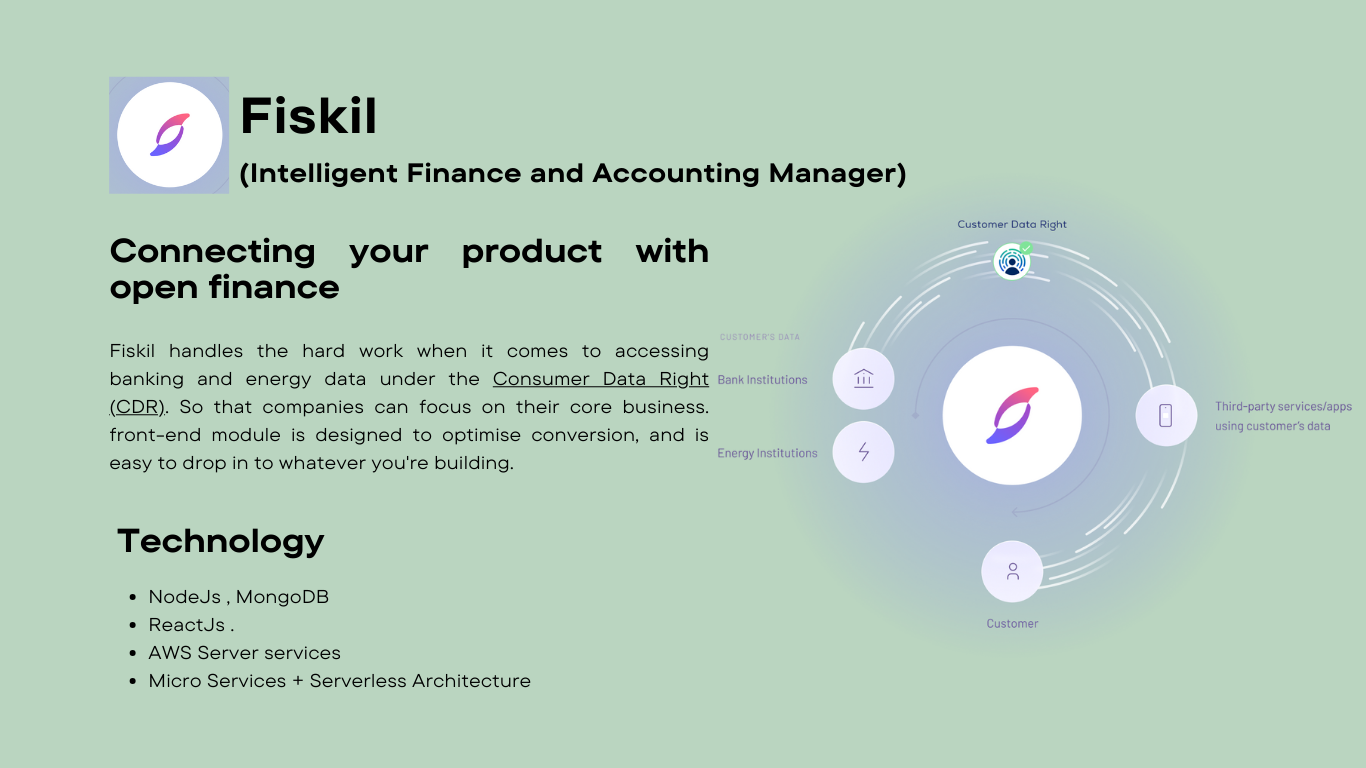 Fiskil
(Intelligent Finance and Accounting Manager)
Connecting your product with
open finance
Fiskil handles the hard work when it comes to accessing
banking and energy data under the Consumer Data Right
(CDR). So that companies can focus on their core business.
front-end module is designed to optimise conversion, and is
easy to drop in to whatever you're building.
Technology
NodeJs , MongoDB
ReactJs .
AWS Server services
Micro Services + Serverless Architecture
Customer Data Right
CUSTOMER'S DATA
Bank Institutions
Energy Institutions
Third-party services/apps
using customer's data
Customer